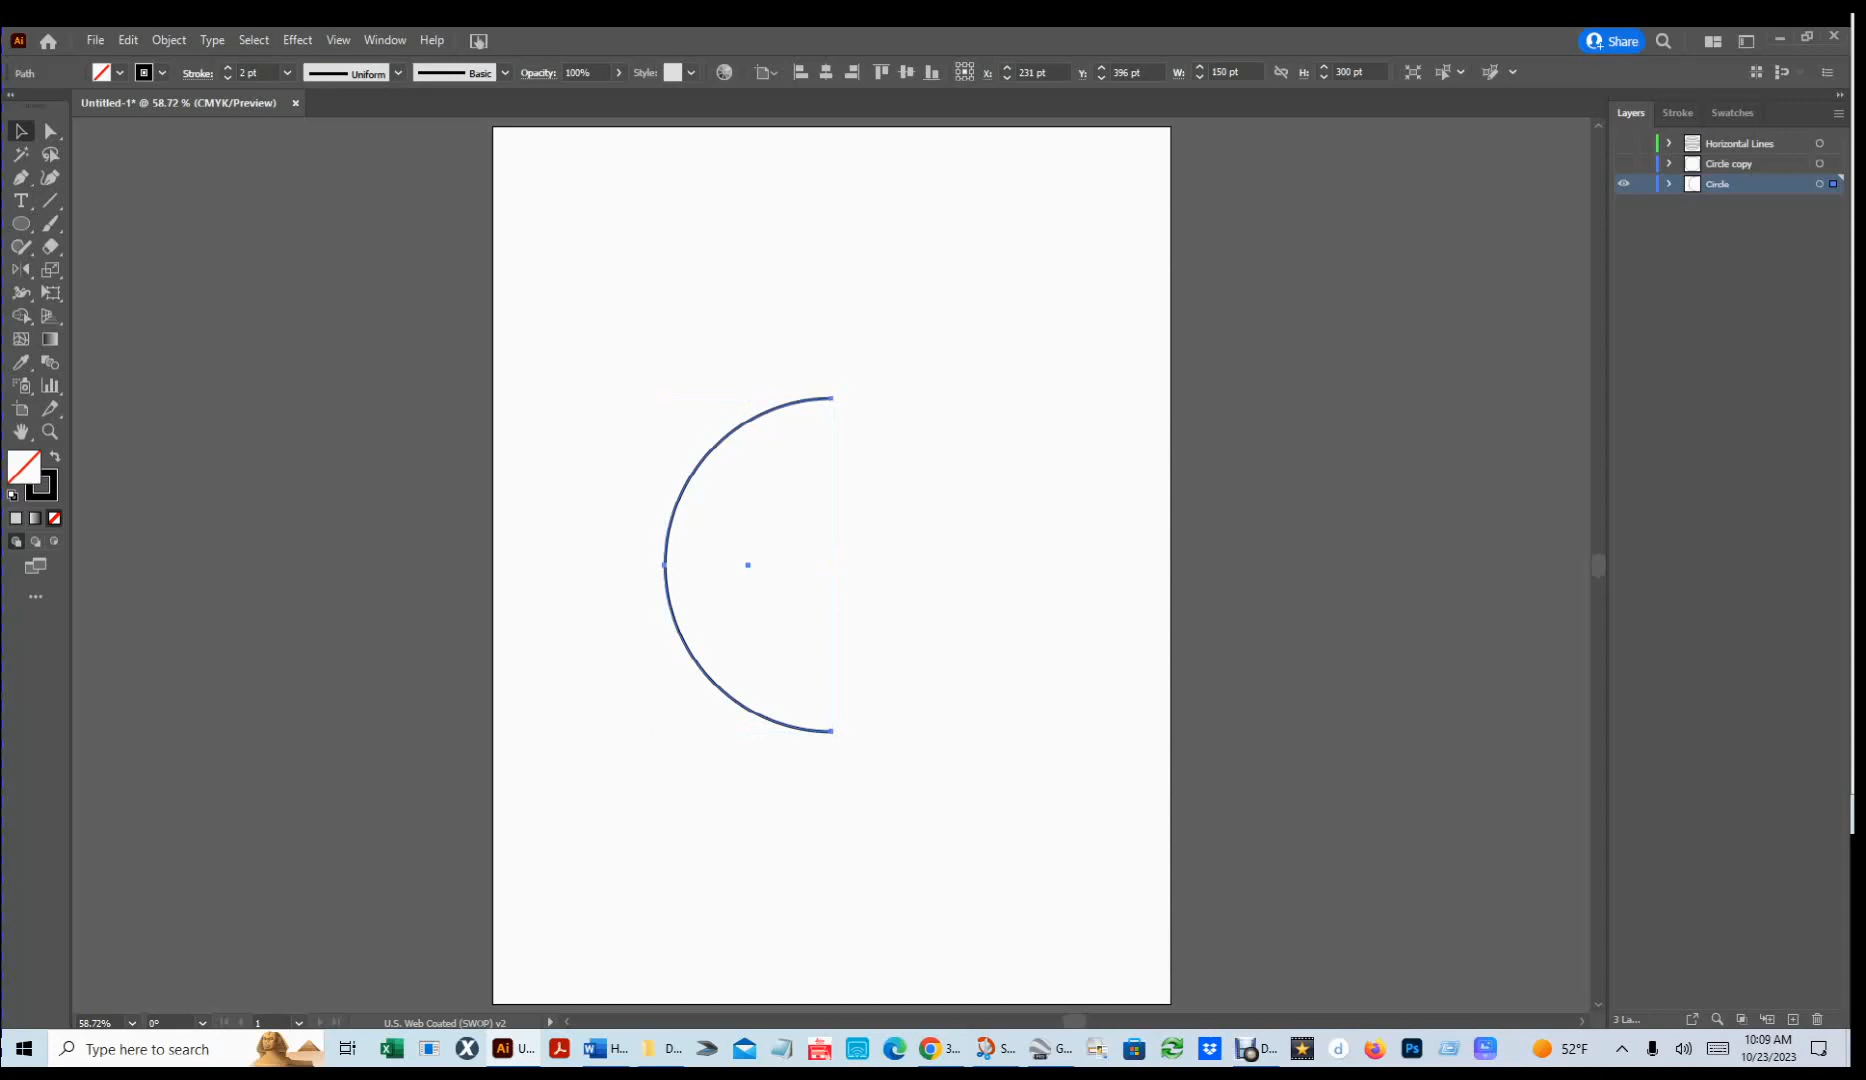 Ai File Edit Object Type Select Effect View Window Help Share
Path Stroke: 2 pt Uniform Basic Opacity: 100% Style: X: 231 pt Y: 396 pt W: 150 pt H: 300 pt
Untitled-1* @ 58.72 % (CMYK/Preview) ×
Layers Stroke Swatches
Horizontal Lines
Circle copy
Circle
58.72% 0° 1 U.S. Web Coated (SWOP) v2 3 La...
Type here to search U... H... D... 3... S... G... D... 52°F 10:09 AM
10/23/2023